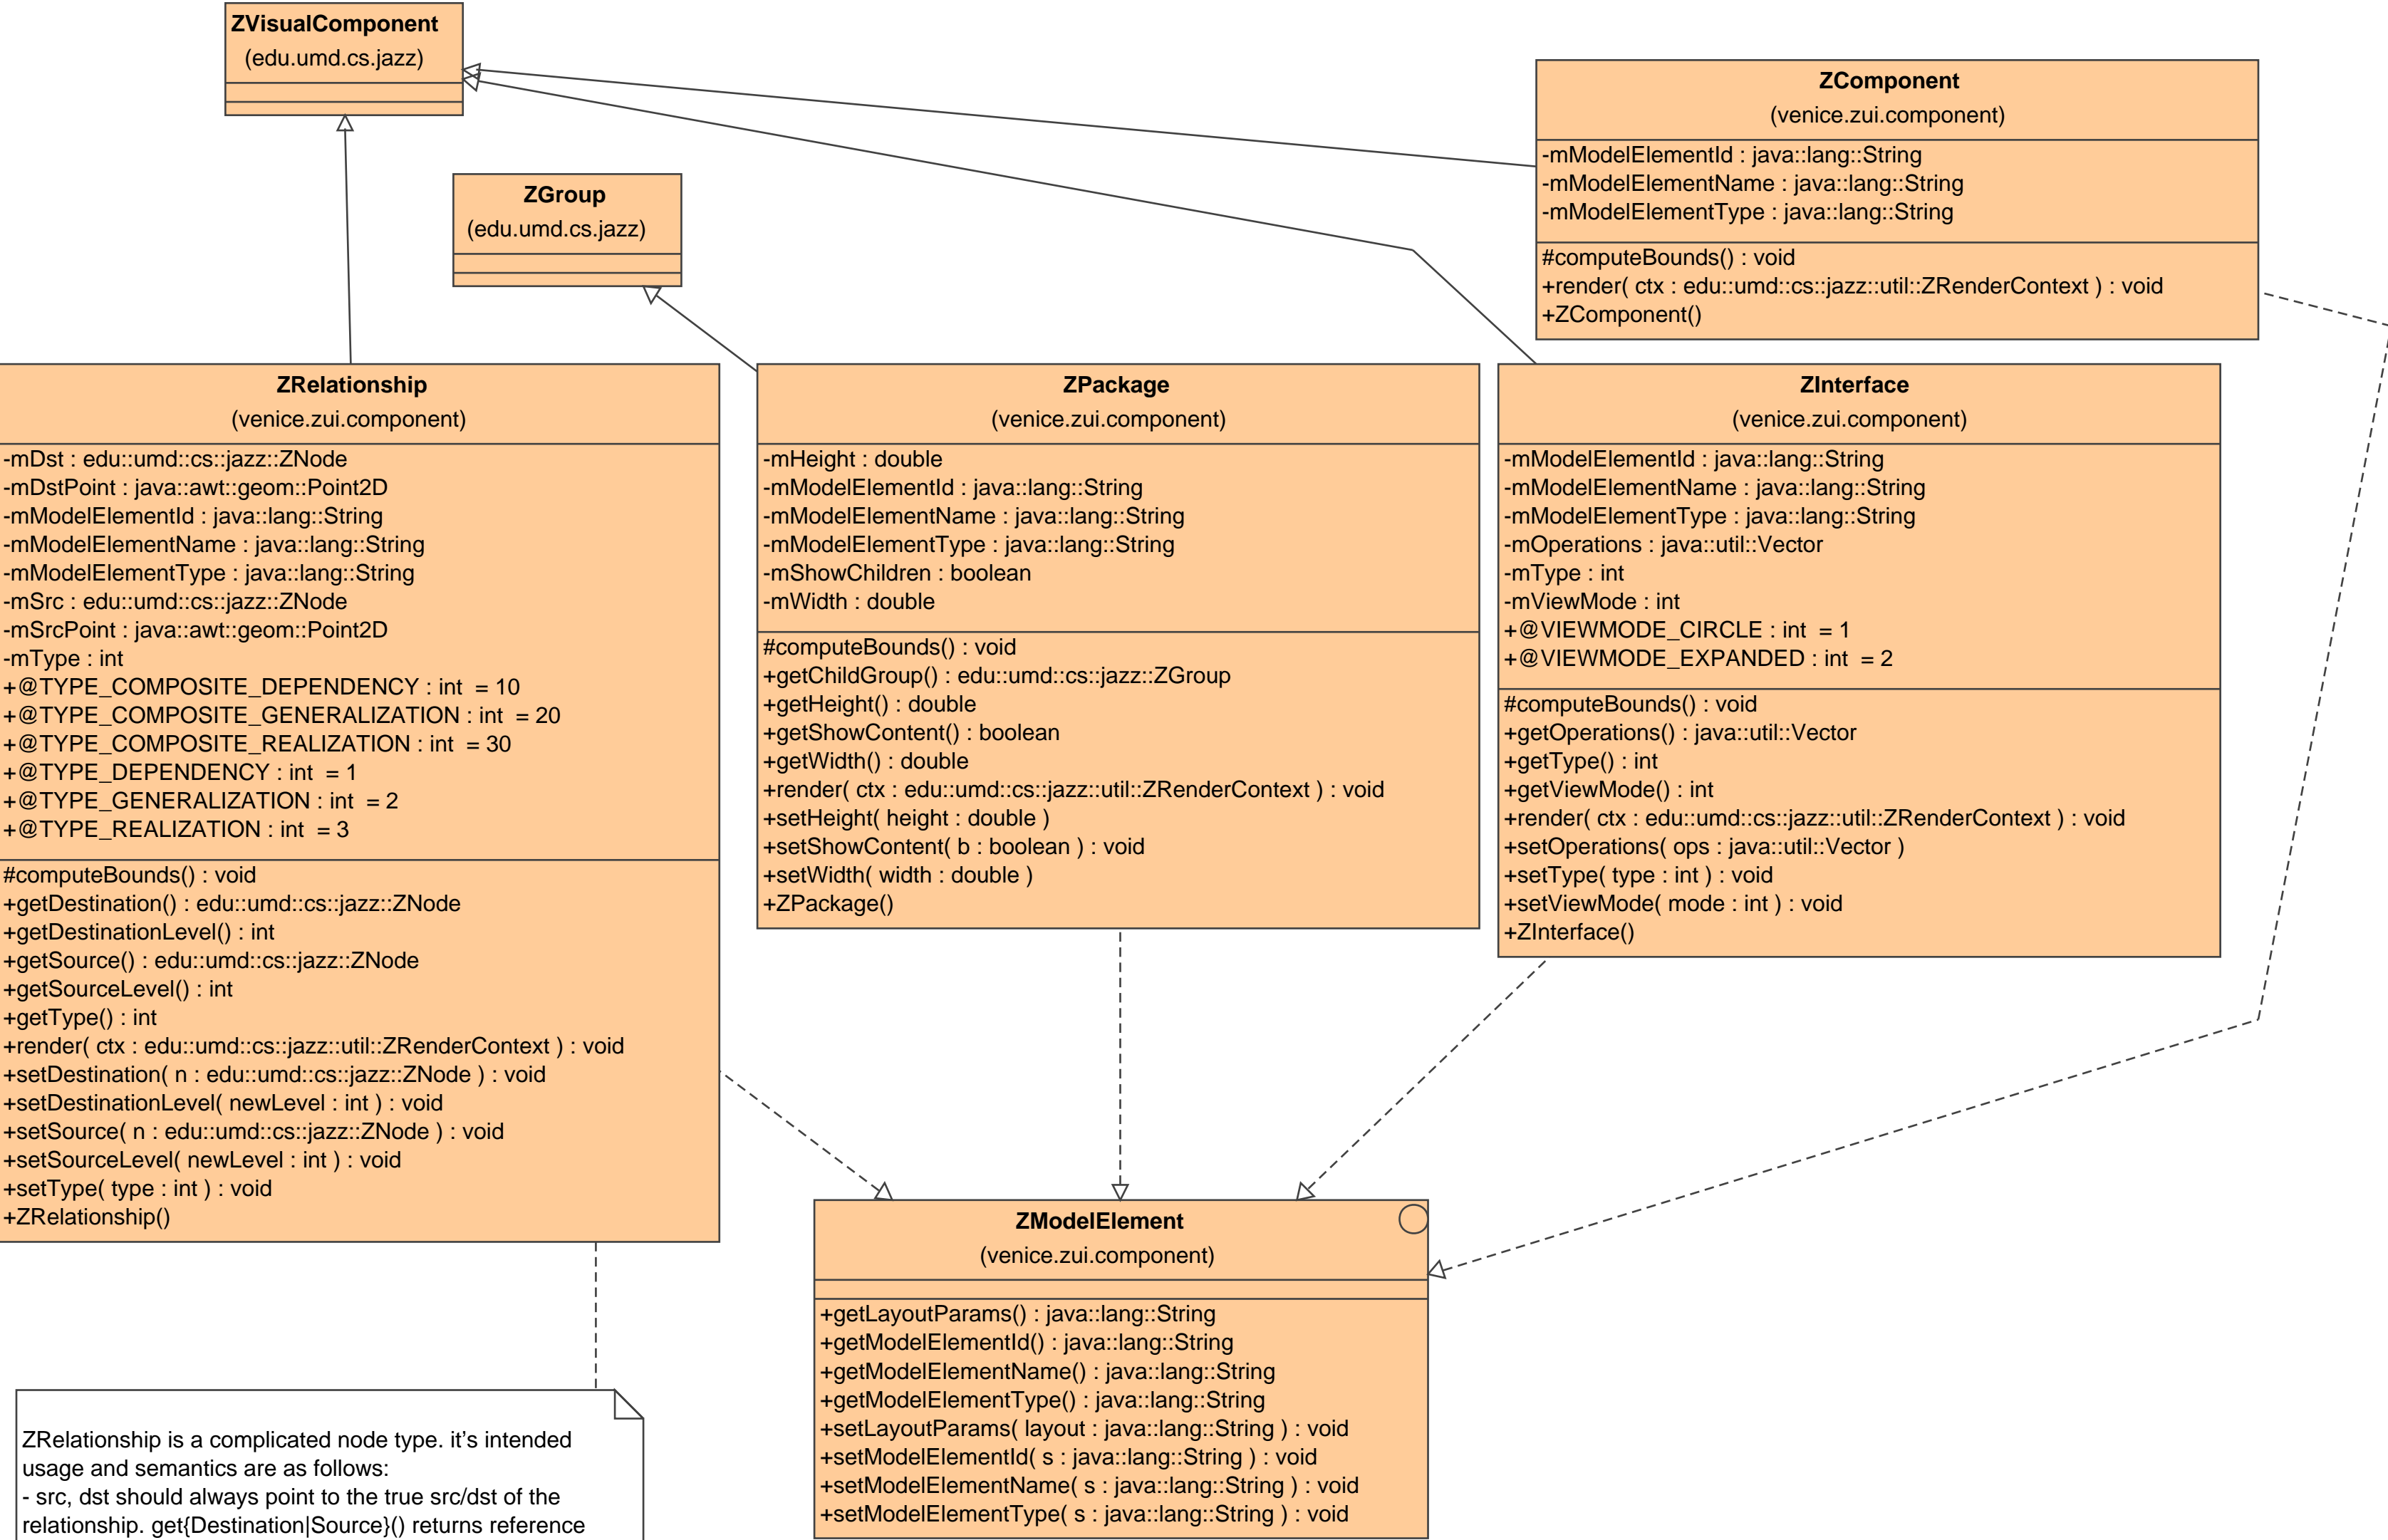 ZVisualComponent
(edu.umd.cs.jazz)
ZComponent
(venice.zui.component)
-mModelElementId : java::lang::String
-mModelElementName : java::lang::String
-mModelElementType : java::lang::String
#computeBounds() : void
+render( ctx : edu::umd::cs::jazz::util::ZRenderContext ) : void
+ZComponent()
ZGroup
(edu.umd.cs.jazz)
ZRelationship
(venice.zui.component)
-mDst : edu::umd::cs::jazz::ZNode
-mDstPoint : java::awt::geom::Point2D
-mModelElementId : java::lang::String
-mModelElementName : java::lang::String
-mModelElementType : java::lang::String
-mSrc : edu::umd::cs::jazz::ZNode
-mSrcPoint : java::awt::geom::Point2D
-mType : int
+@TYPE_COMPOSITE_DEPENDENCY : int  = 10
+@TYPE_COMPOSITE_GENERALIZATION : int  = 20
+@TYPE_COMPOSITE_REALIZATION : int  = 30
+@TYPE_DEPENDENCY : int  = 1
+@TYPE_GENERALIZATION : int  = 2
+@TYPE_REALIZATION : int  = 3
#computeBounds() : void
+getDestination() : edu::umd::cs::jazz::ZNode
+getDestinationLevel() : int
+getSource() : edu::umd::cs::jazz::ZNode
+getSourceLevel() : int
+getType() : int
+render( ctx : edu::umd::cs::jazz::util::ZRenderContext ) : void
+setDestination( n : edu::umd::cs::jazz::ZNode ) : void
+setDestinationLevel( newLevel : int ) : void
+setSource( n : edu::umd::cs::jazz::ZNode ) : void
+setSourceLevel( newLevel : int ) : void
+setType( type : int ) : void
+ZRelationship()
ZPackage
(venice.zui.component)
-mHeight : double
-mModelElementId : java::lang::String
-mModelElementName : java::lang::String
-mModelElementType : java::lang::String
-mShowChildren : boolean
-mWidth : double
#computeBounds() : void
+getChildGroup() : edu::umd::cs::jazz::ZGroup
+getHeight() : double
+getShowContent() : boolean
+getWidth() : double
+render( ctx : edu::umd::cs::jazz::util::ZRenderContext ) : void
+setHeight( height : double )
+setShowContent( b : boolean ) : void
+setWidth( width : double )
+ZPackage()
ZInterface
(venice.zui.component)
-mModelElementId : java::lang::String
-mModelElementName : java::lang::String
-mModelElementType : java::lang::String
-mOperations : java::util::Vector
-mType : int
-mViewMode : int
+@VIEWMODE_CIRCLE : int  = 1
+@VIEWMODE_EXPANDED : int  = 2
#computeBounds() : void
+getOperations() : java::util::Vector
+getType() : int
+getViewMode() : int
+render( ctx : edu::umd::cs::jazz::util::ZRenderContext ) : void
+setOperations( ops : java::util::Vector )
+setType( type : int ) : void
+setViewMode( mode : int ) : void
+ZInterface()
ZModelElement
(venice.zui.component)
+getLayoutParams() : java::lang::String
+getModelElementId() : java::lang::String
+getModelElementName() : java::lang::String
+getModelElementType() : java::lang::String
+setLayoutParams( layout : java::lang::String ) : void
+setModelElementId( s : java::lang::String ) : void
+setModelElementName( s : java::lang::String ) : void
+setModelElementType( s : java::lang::String ) : void
ZRelationship is a complicated node type. it's intended
usage and semantics are as follows:
- src, dst should always point to the true src/dst of the
relationship. get{Destination|Source}() returns reference